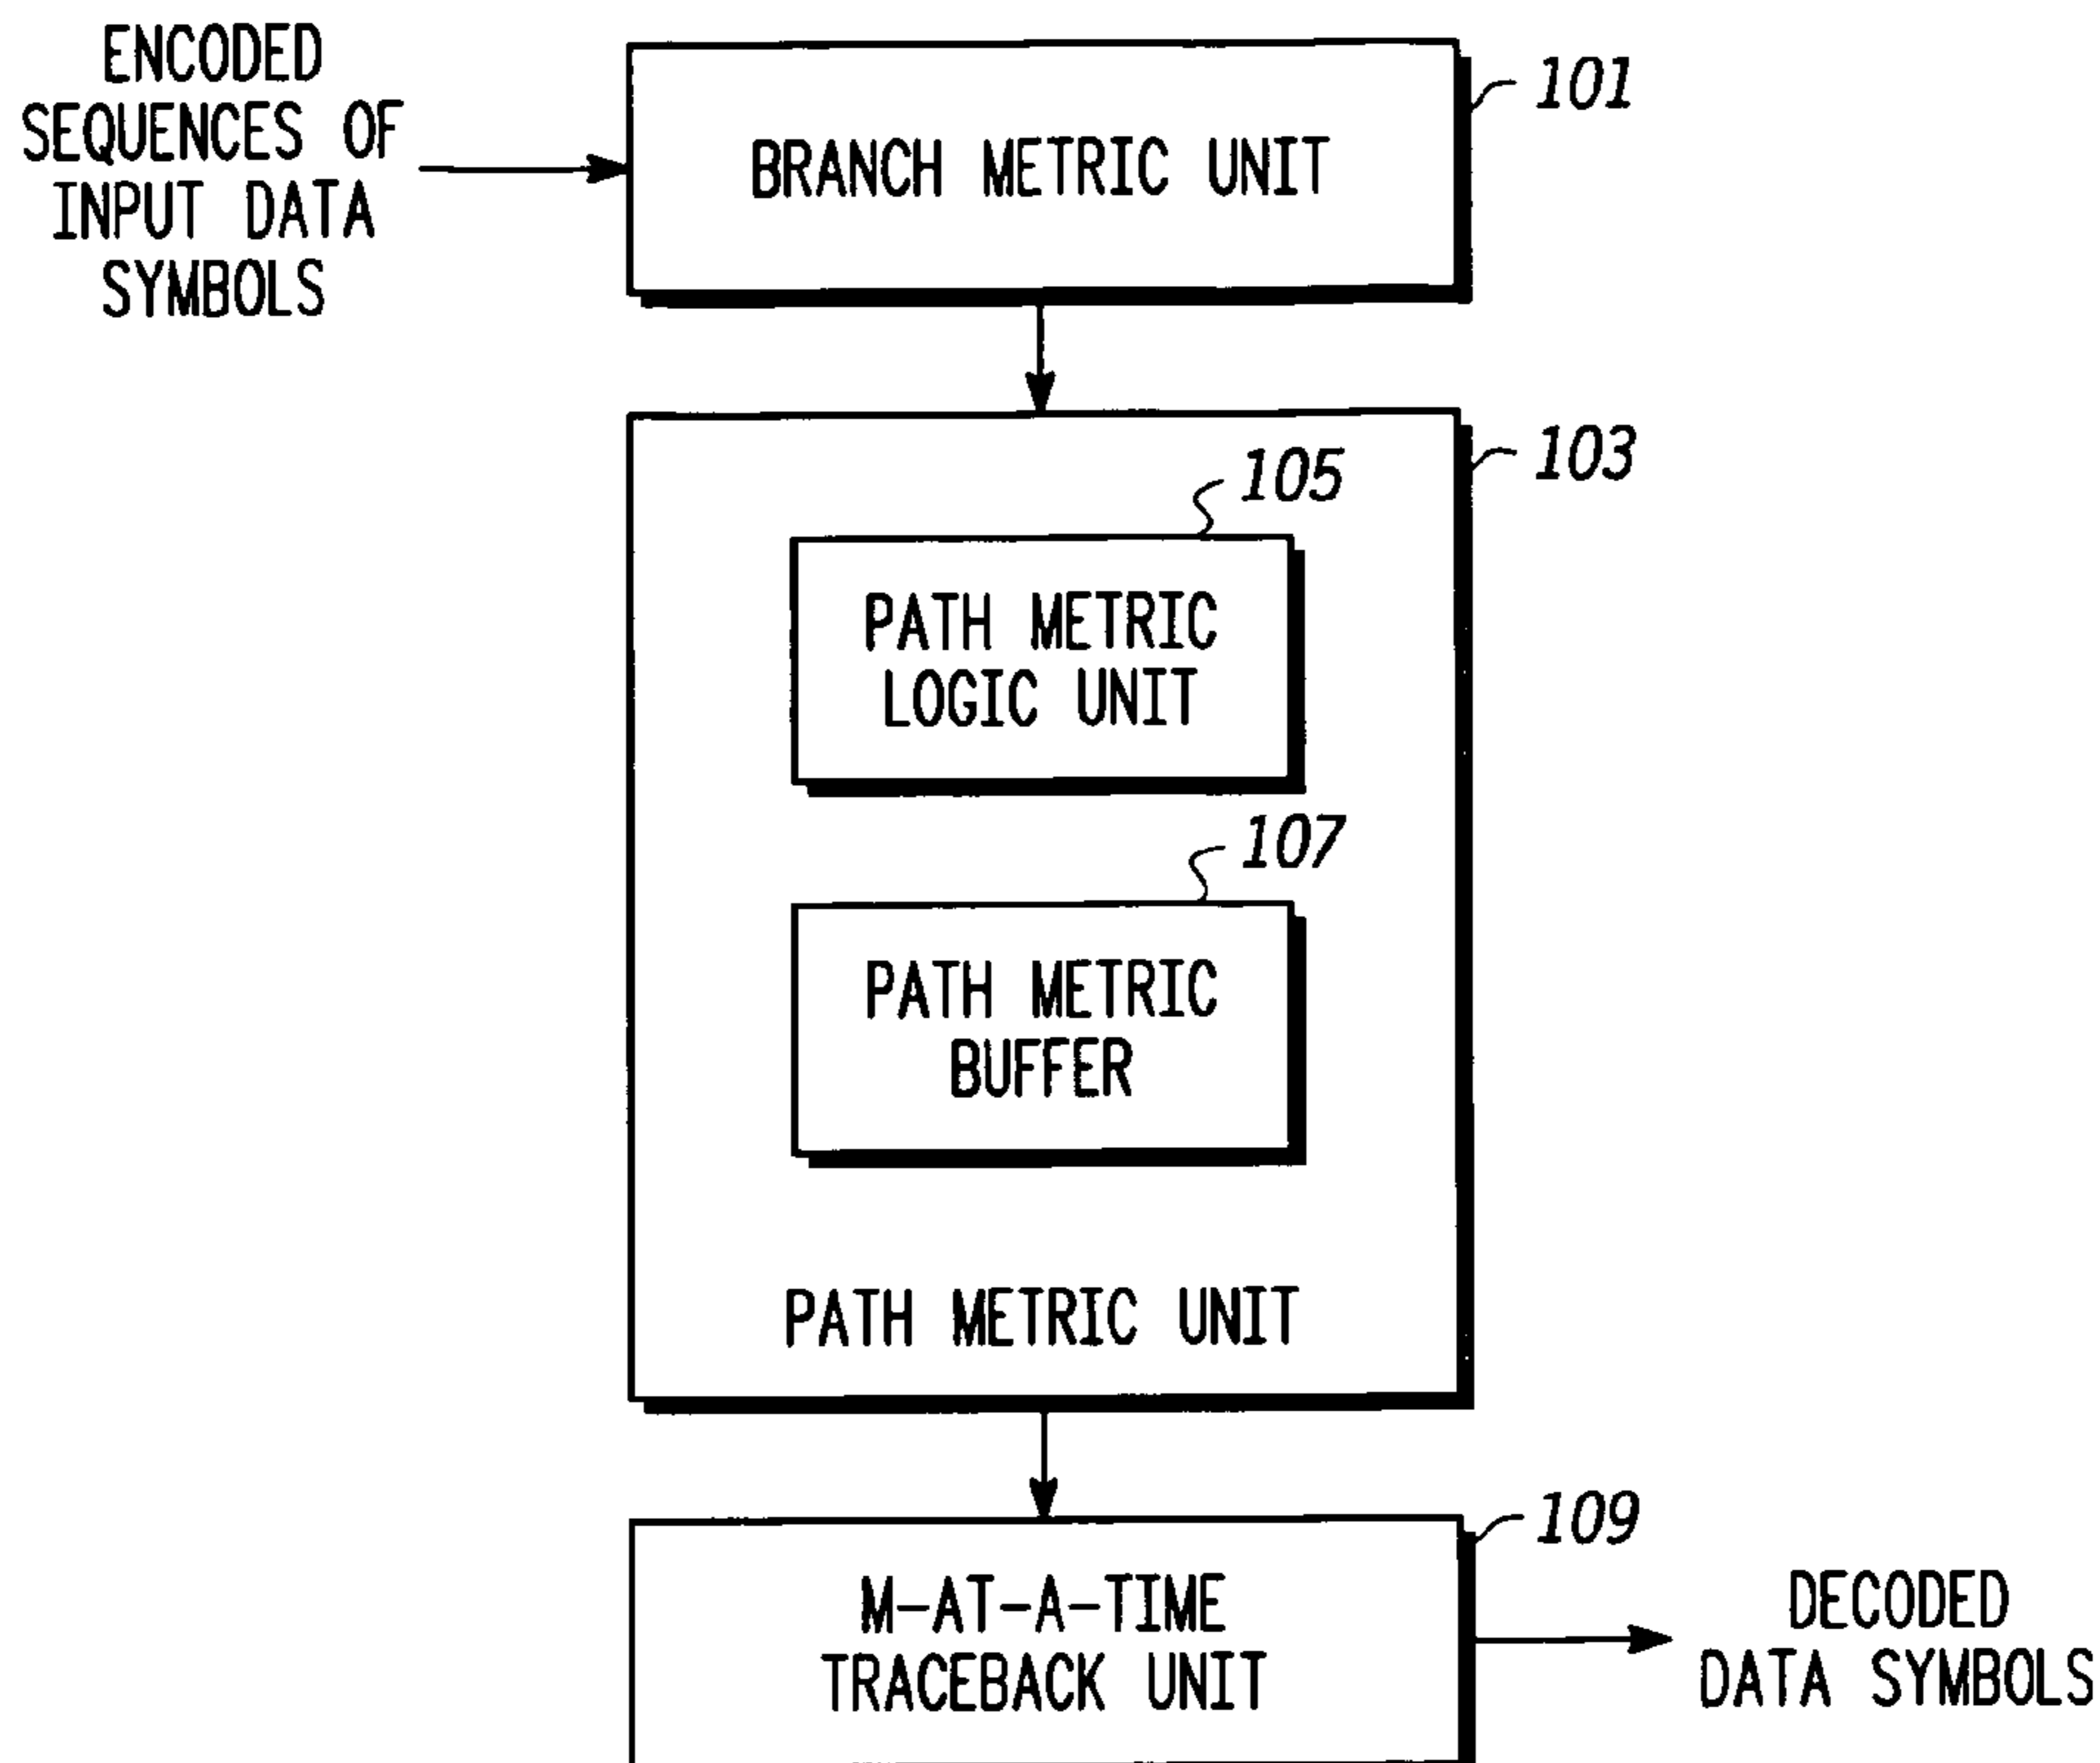 ENCODED
SEQUENCES OF
INPUT DATA
SYMBOLS
BRANCH METRIC UNIT
101
103
105
PATH METRIC
LOGIC UNIT
107
PATH METRIC
BUFFER
PATH METRIC UNIT
109
M-AT-A-TIME
TRACEBACK UNIT
DECODED
DATA SYMBOLS